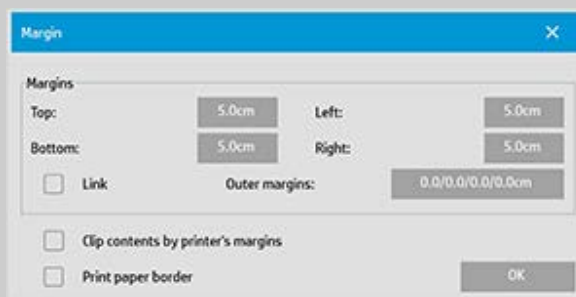 Margin
Margins
Top: 5.0cm Left: 5.0cm
Bottom: 5.0cm Right: 5.0cm
Link Outer margins: 0.0/0.0/0.0/0.0cm
Clip contents by printer's margins
Print paper border OK